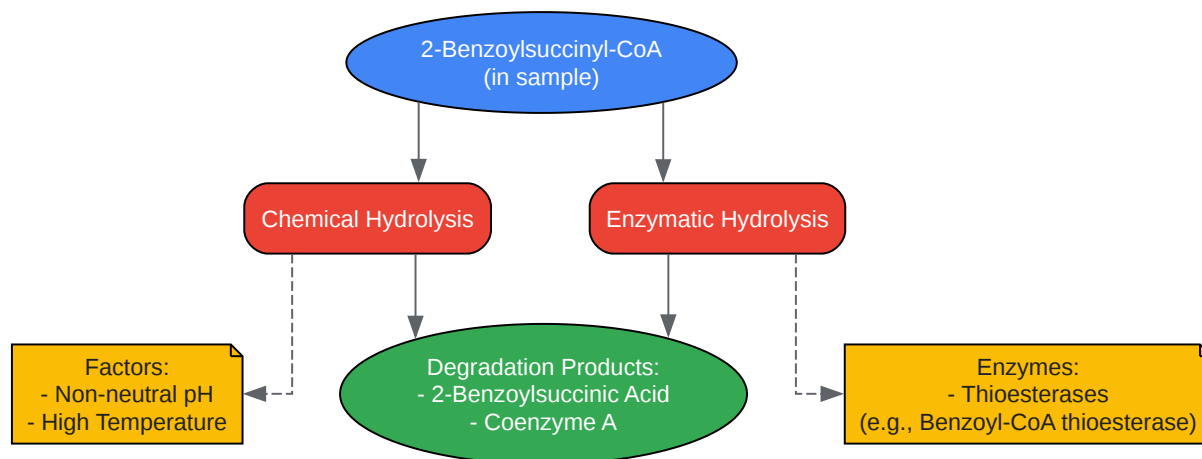 2-Benzoylsuccinyl-CoA
(in sample)
Chemical Hydrolysis
Enzymatic Hydrolysis
Factors:
- Non-neutral pH
- High Temperature
Degradation Products:
- 2-Benzoylsuccinic Acid
- Coenzyme A
Enzymes:
- Thioesterases
(e.g., Benzoyl-CoA thioesterase)